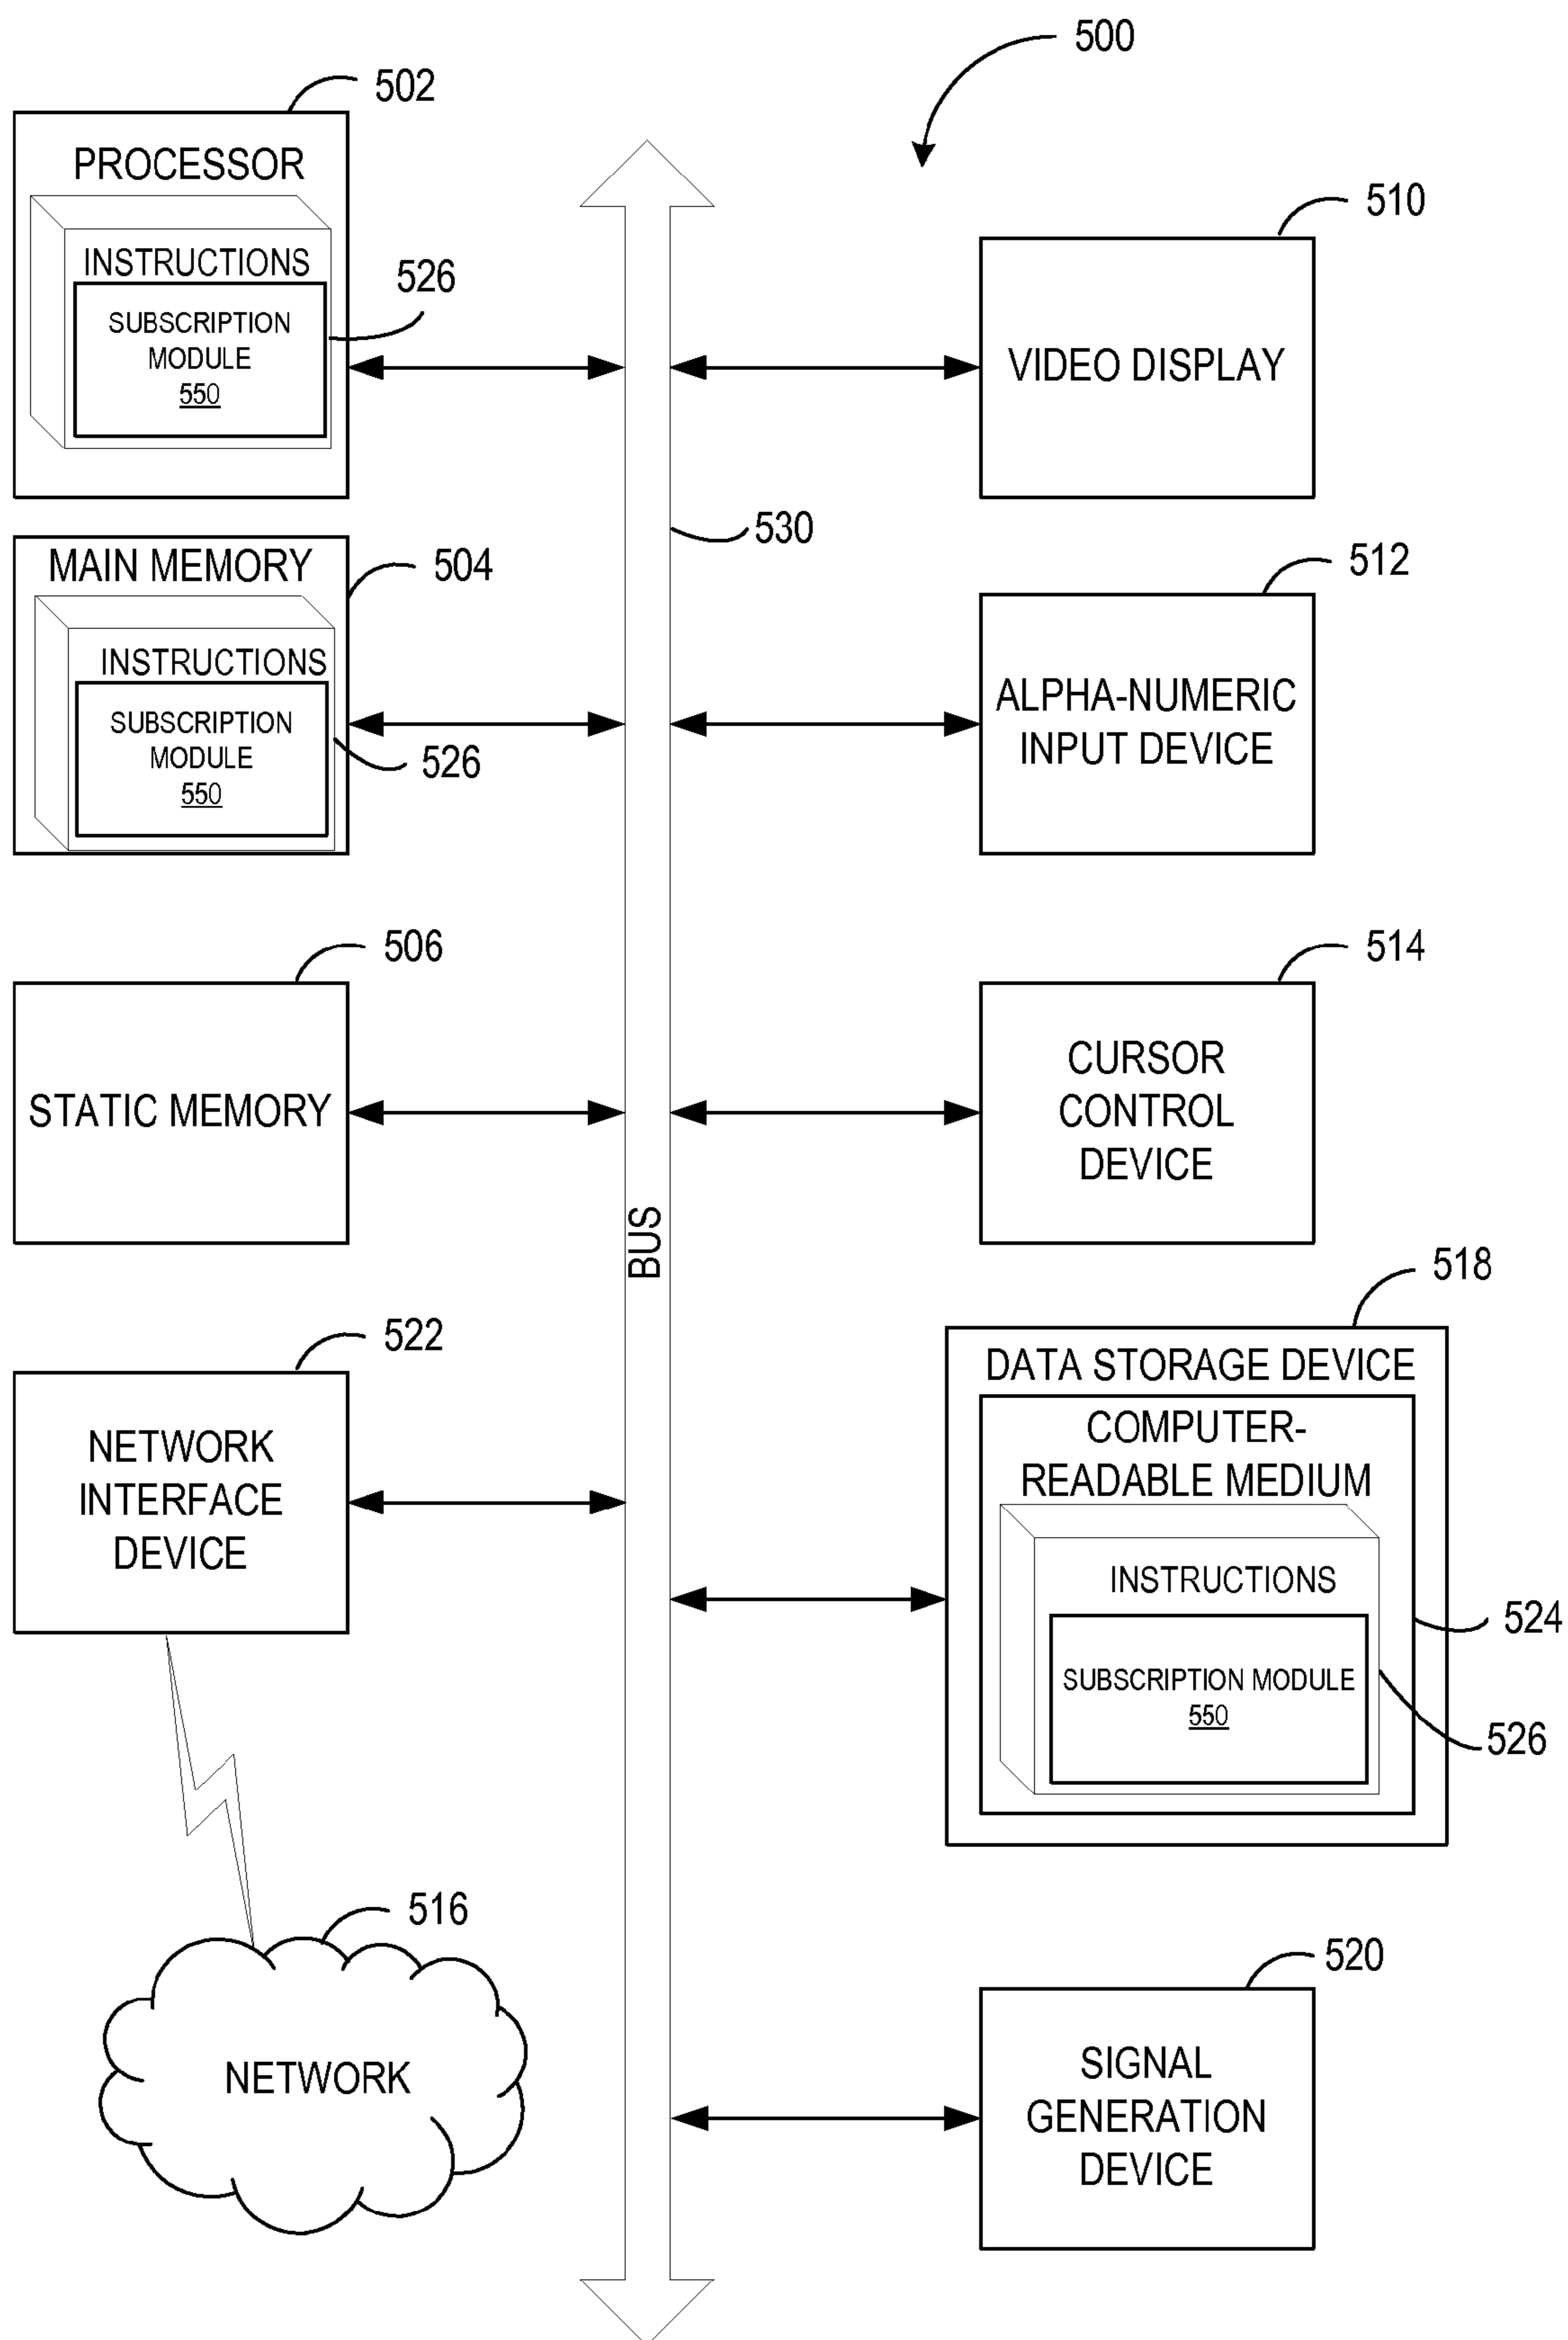 500
502
PROCESSOR
INSTRUCTIONS
526
SUBSCRIPTION
MODULE
550
510
VIDEO DISPLAY
530
MAIN MEMORY
504
INSTRUCTIONS
SUBSCRIPTION
MODULE
550
526
512
ALPHA-NUMERIC
INPUT DEVICE
506
STATIC MEMORY
514
CURSOR
CONTROL
DEVICE
BUS
522
NETWORK
INTERFACE
DEVICE
518
DATA STORAGE DEVICE
COMPUTER-
READABLE MEDIUM
INSTRUCTIONS
524
SUBSCRIPTION MODULE
550
526
516
NETWORK
520
SIGNAL
GENERATION
DEVICE